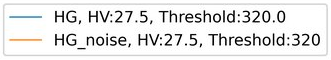 HG, HV:27.5, Threshold:320.0
HG_noise, HV:27.5, Threshold:320